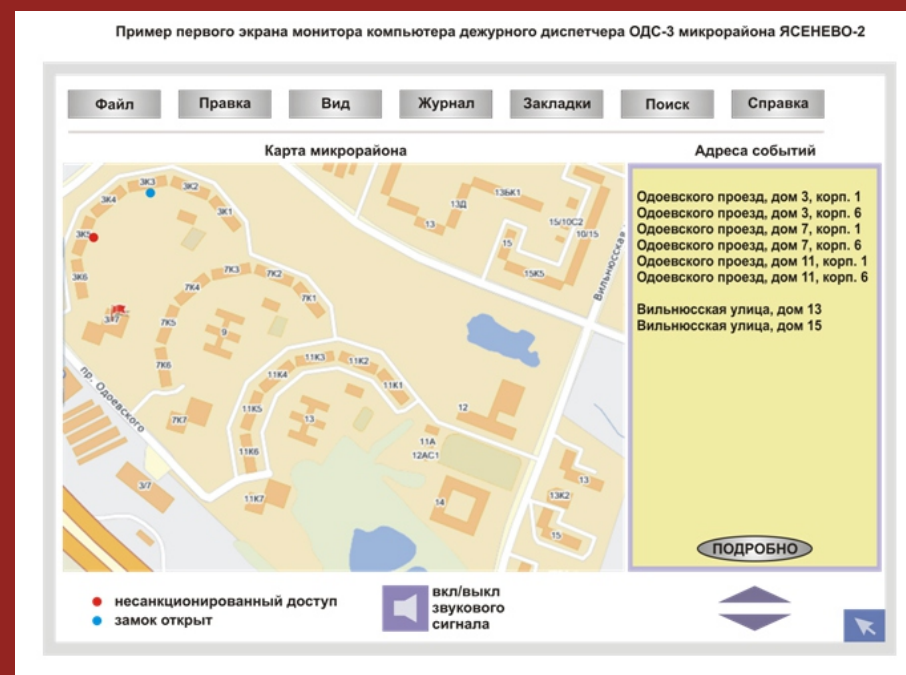 Пример первого экрана монитора компьютера дежурного диспетчера ОДС-3 микрорайона ЯСЕНЕВО-2
Файл Правка Вид Журнал Закладки Поиск Справка
Карта микрорайона
Адреса событий
Одоевского проезд, дом 3, корп. 1
Одоевского проезд, дом 3, корп. 6
Одоевского проезд, дом 7, корп. 1
Одоевского проезд, дом 7, корп. 6
Одоевского проезд, дом 11, корп. 1
Одоевского проезд, дом 11, корп. 6
Вильнюсская улица, дом 13
Вильнюсская улица, дом 15
ПОДРОБНО
3К3
3К2
3К4
3К1
3К5
3К6
13БК1
13Д
13
15/10С2
10/15
15
15К5
Вильнюсская
7К3
7К2
7К4
7К1
7К5
9
7К6
7К7
пр. Одоевского
11К3
11К2
11К4
11К1
11К5
13
12
11А
12АС1
11К6
11К7
3/7
14
13
13К2
15
несанкционированный доступ
замок открыт
вкл/выкл
звукового
сигнала